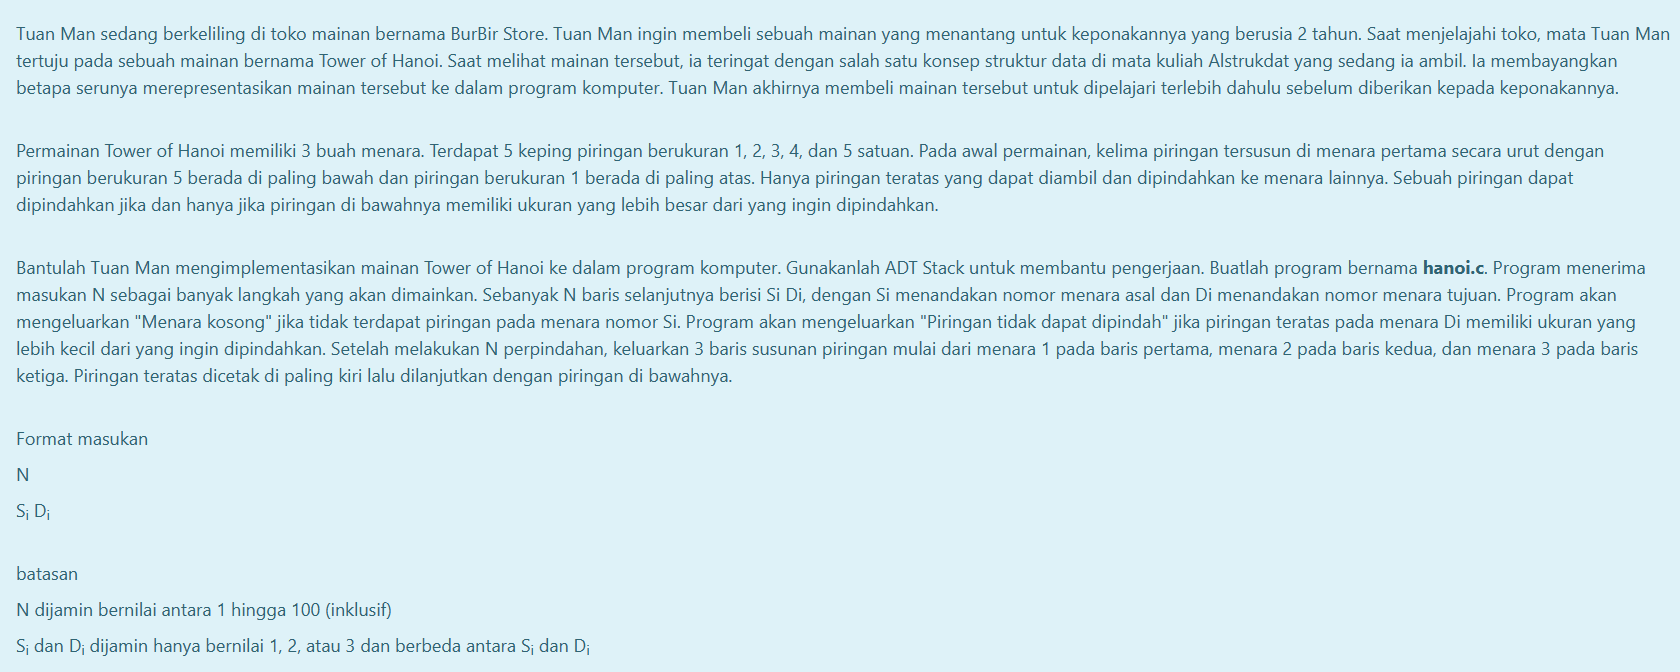 Tuan Man sedang berkeliling di toko mainan bernama BurBir Store. Tuan Man ingin membeli sebuah mainan yang menantang untuk keponakannya yang berusia 2 tahun. Saat menjelajahi toko, mata Tuan Man
tertuju pada sebuah mainan bernama Tower of Hanoi. Saat melihat mainan tersebut, ia teringat dengan salah satu konsep struktur data di mata kuliah Alstrukdat yang sedang ia ambil. Ia membayangkan
betapa serunya merepresentasikan mainan tersebut ke dalam program komputer. Tuan Man akhirnya membeli mainan tersebut untuk dipelajari terlebih dahulu sebelum diberikan kepada keponakannya.
Permainan Tower of Hanoi memiliki 3 buah menara. Terdapat 5 keping piringan berukuran 1, 2, 3, 4, dan 5 satuan. Pada awal permainan, kelima piringan tersusun di menara pertama secara urut dengan
piringan berukuran 5 berada di paling bawah dan piringan berukuran 1 berada di paling atas. Hanya piringan teratas yang dapat diambil dan dipindahkan ke menara lainnya. Sebuah piringan dapat
dipindahkan jika dan hanya jika piringan di bawahnya memiliki ukuran yang lebih besar dari yang ingin dipindahkan.
Bantulah Tuan Man mengimplementasikan mainan Tower of Hanoi ke dalam program komputer. Gunakanlah ADT Stack untuk membantu pengerjaan. Buatlah program bernama hanoi.c. Program menerima
masukan N sebagai banyak langkah yang akan dimainkan. Sebanyak N baris selanjutnya berisi Si Di, dengan Si menandakan nomor menara asal dan Di menandakan nomor menara tujuan. Program akan
mengeluarkan "Menara kosong" jika tidak terdapat piringan pada menara nomor Si. Program akan mengeluarkan "Piringan tidak dapat dipindah" jika piringan teratas pada menara Di memiliki ukuran yang
lebih kecil dari yang ingin dipindahkan. Setelah melakukan N perpindahan, keluarkan 3 baris susunan piringan mulai dari menara 1 pada baris pertama, menara 2 pada baris kedua, dan menara 3 pada baris
ketiga. Piringan teratas dicetak di paling kiri lalu dilanjutkan dengan piringan di bawahnya.
Format masukan
N
Si Di
batasan
N dijamin bernilai antara 1 hingga 100 (inklusif)
Si dan Di dijamin hanya bernilai 1, 2, atau 3 dan berbeda antara Si dan Di